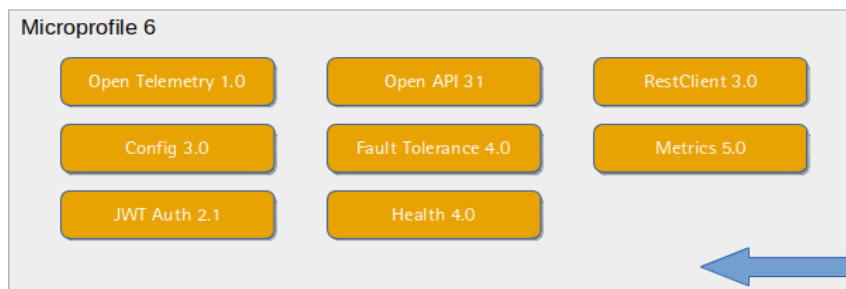 Microprofile 6
Open Telemetry 1.0
Open API 31
RestClient 3.0
Config 3.0
Fault Tolerance 4.0
Metrics 5.0
JWT Auth 2.1
Health 4.0